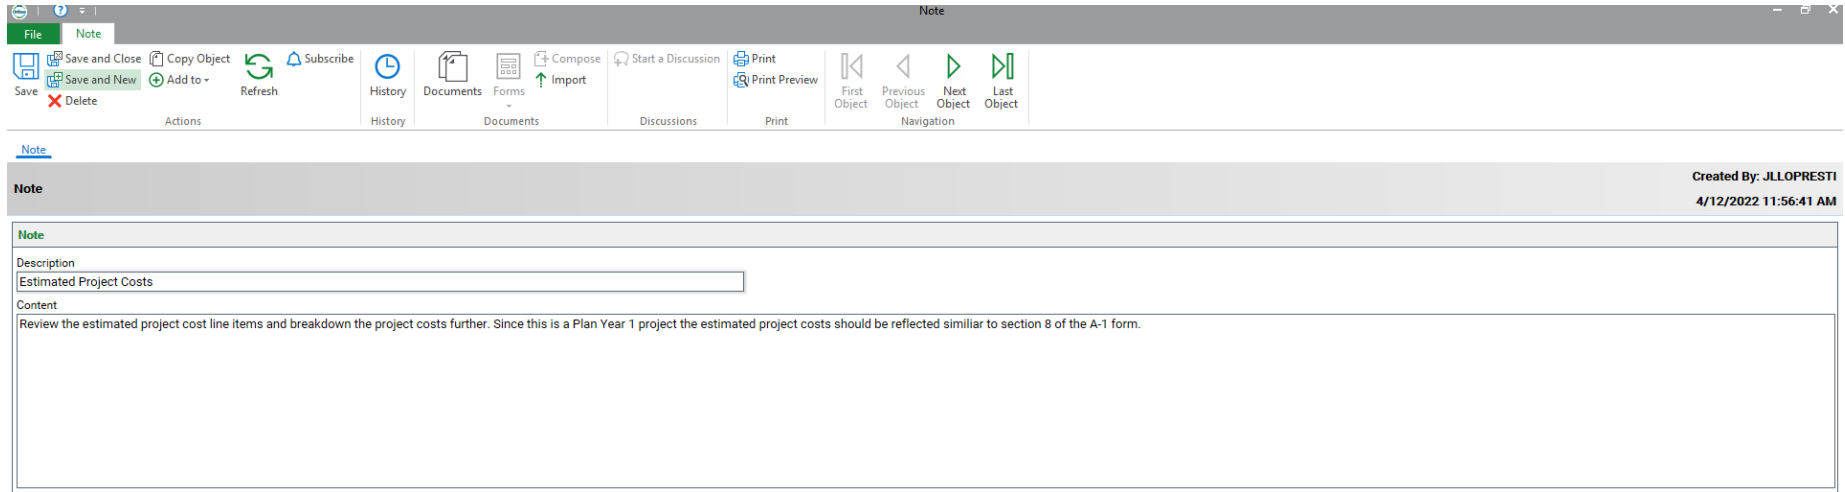 Note
File Note
Save and Close Copy Object Subscribe Compose Start a Discussion Print
Save and New Add to Import Print Preview
Save Delete Refresh History Documents Forms First Object Previous Object Next Object Last Object
Actions History Documents Discussions Print Navigation
Note
Note
Created By: JLLOPRESTI
4/12/2022 11:56:41 AM
Note
Description
Estimated Project Costs
Content
Review the estimated project cost line items and breakdown the project costs further. Since this is a Plan Year 1 project the estimated project costs should be reflected similiar to section 8 of the A-1 form.